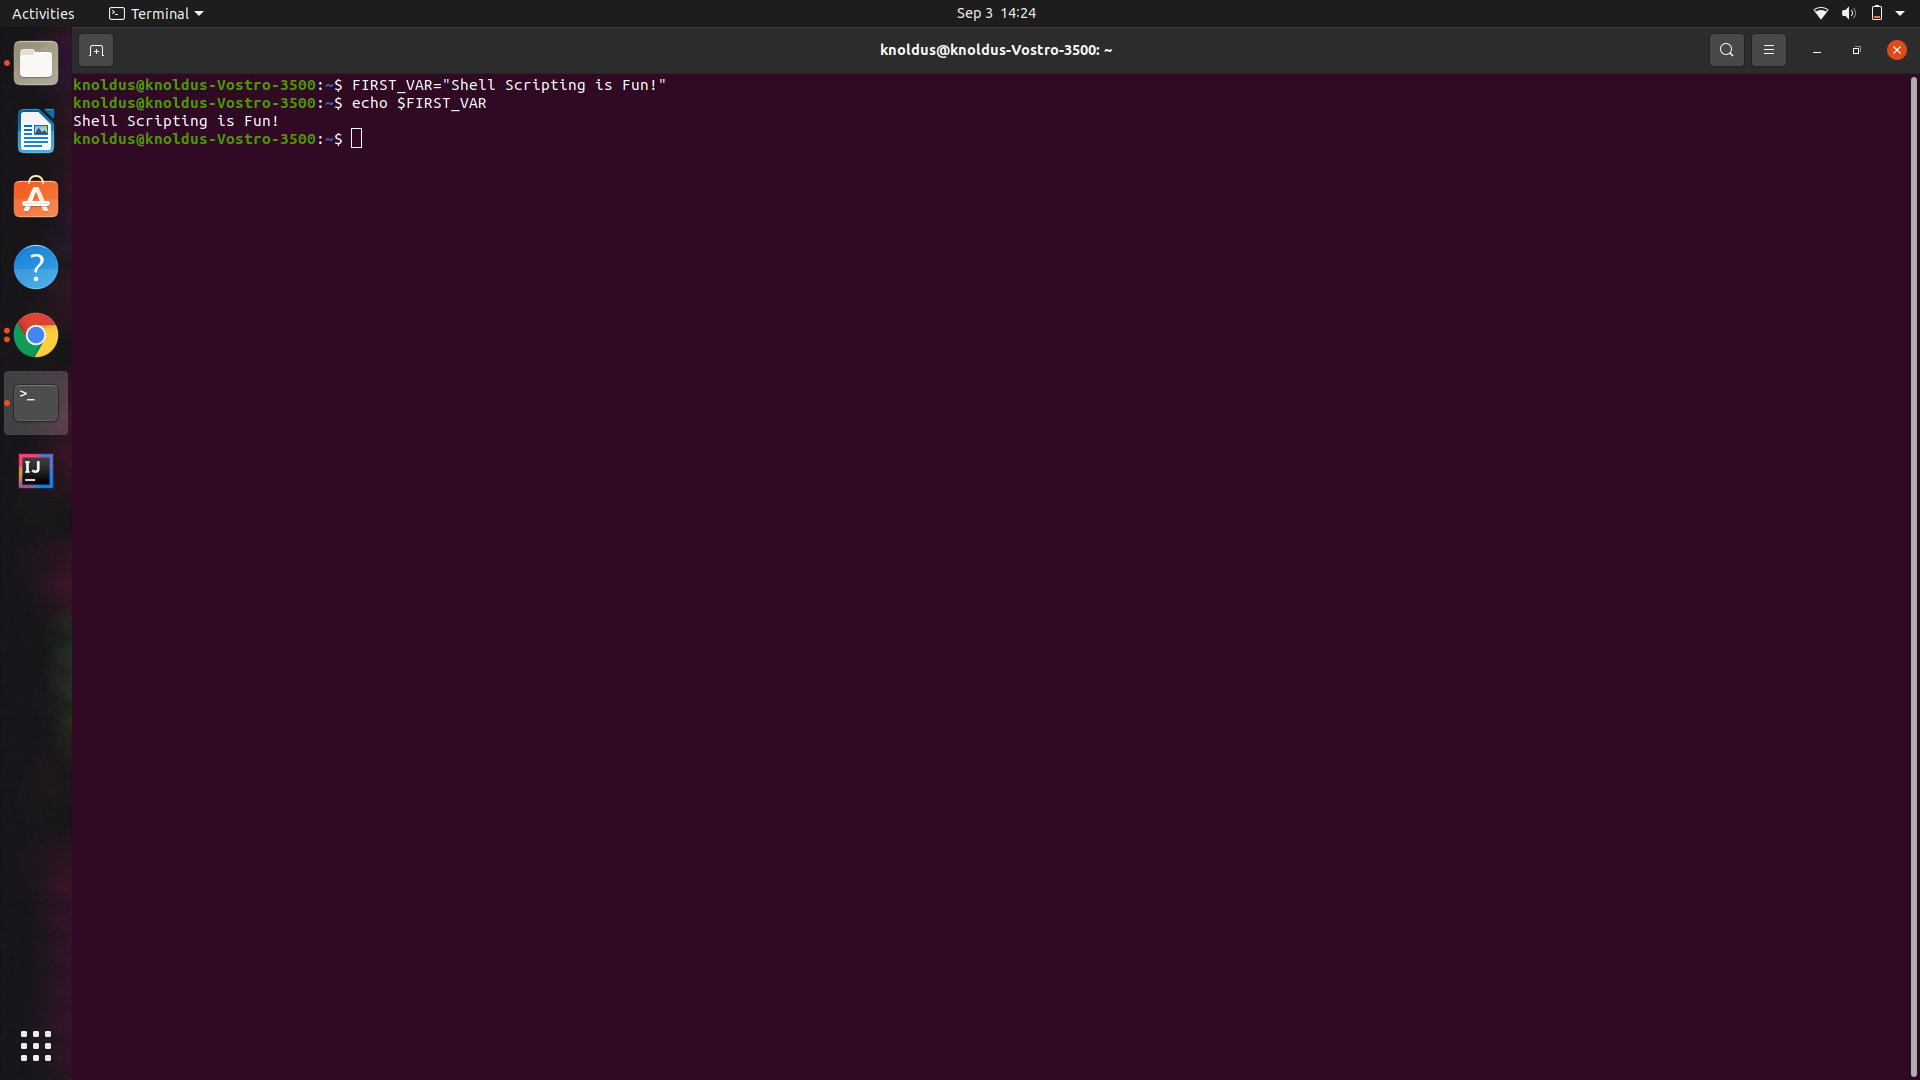 Activities
Terminal
Sep 3 14:24
knoldus@knoldus-Vostro-3500: ~
knoldus@knoldus-Vostro-3500:~$ FIRST_VAR="Shell Scripting is Fun!"
knoldus@knoldus-Vostro-3500:~$ echo $FIRST_VAR
Shell Scripting is Fun!
knoldus@knoldus-Vostro-3500:~$
A
?
>_
IJ